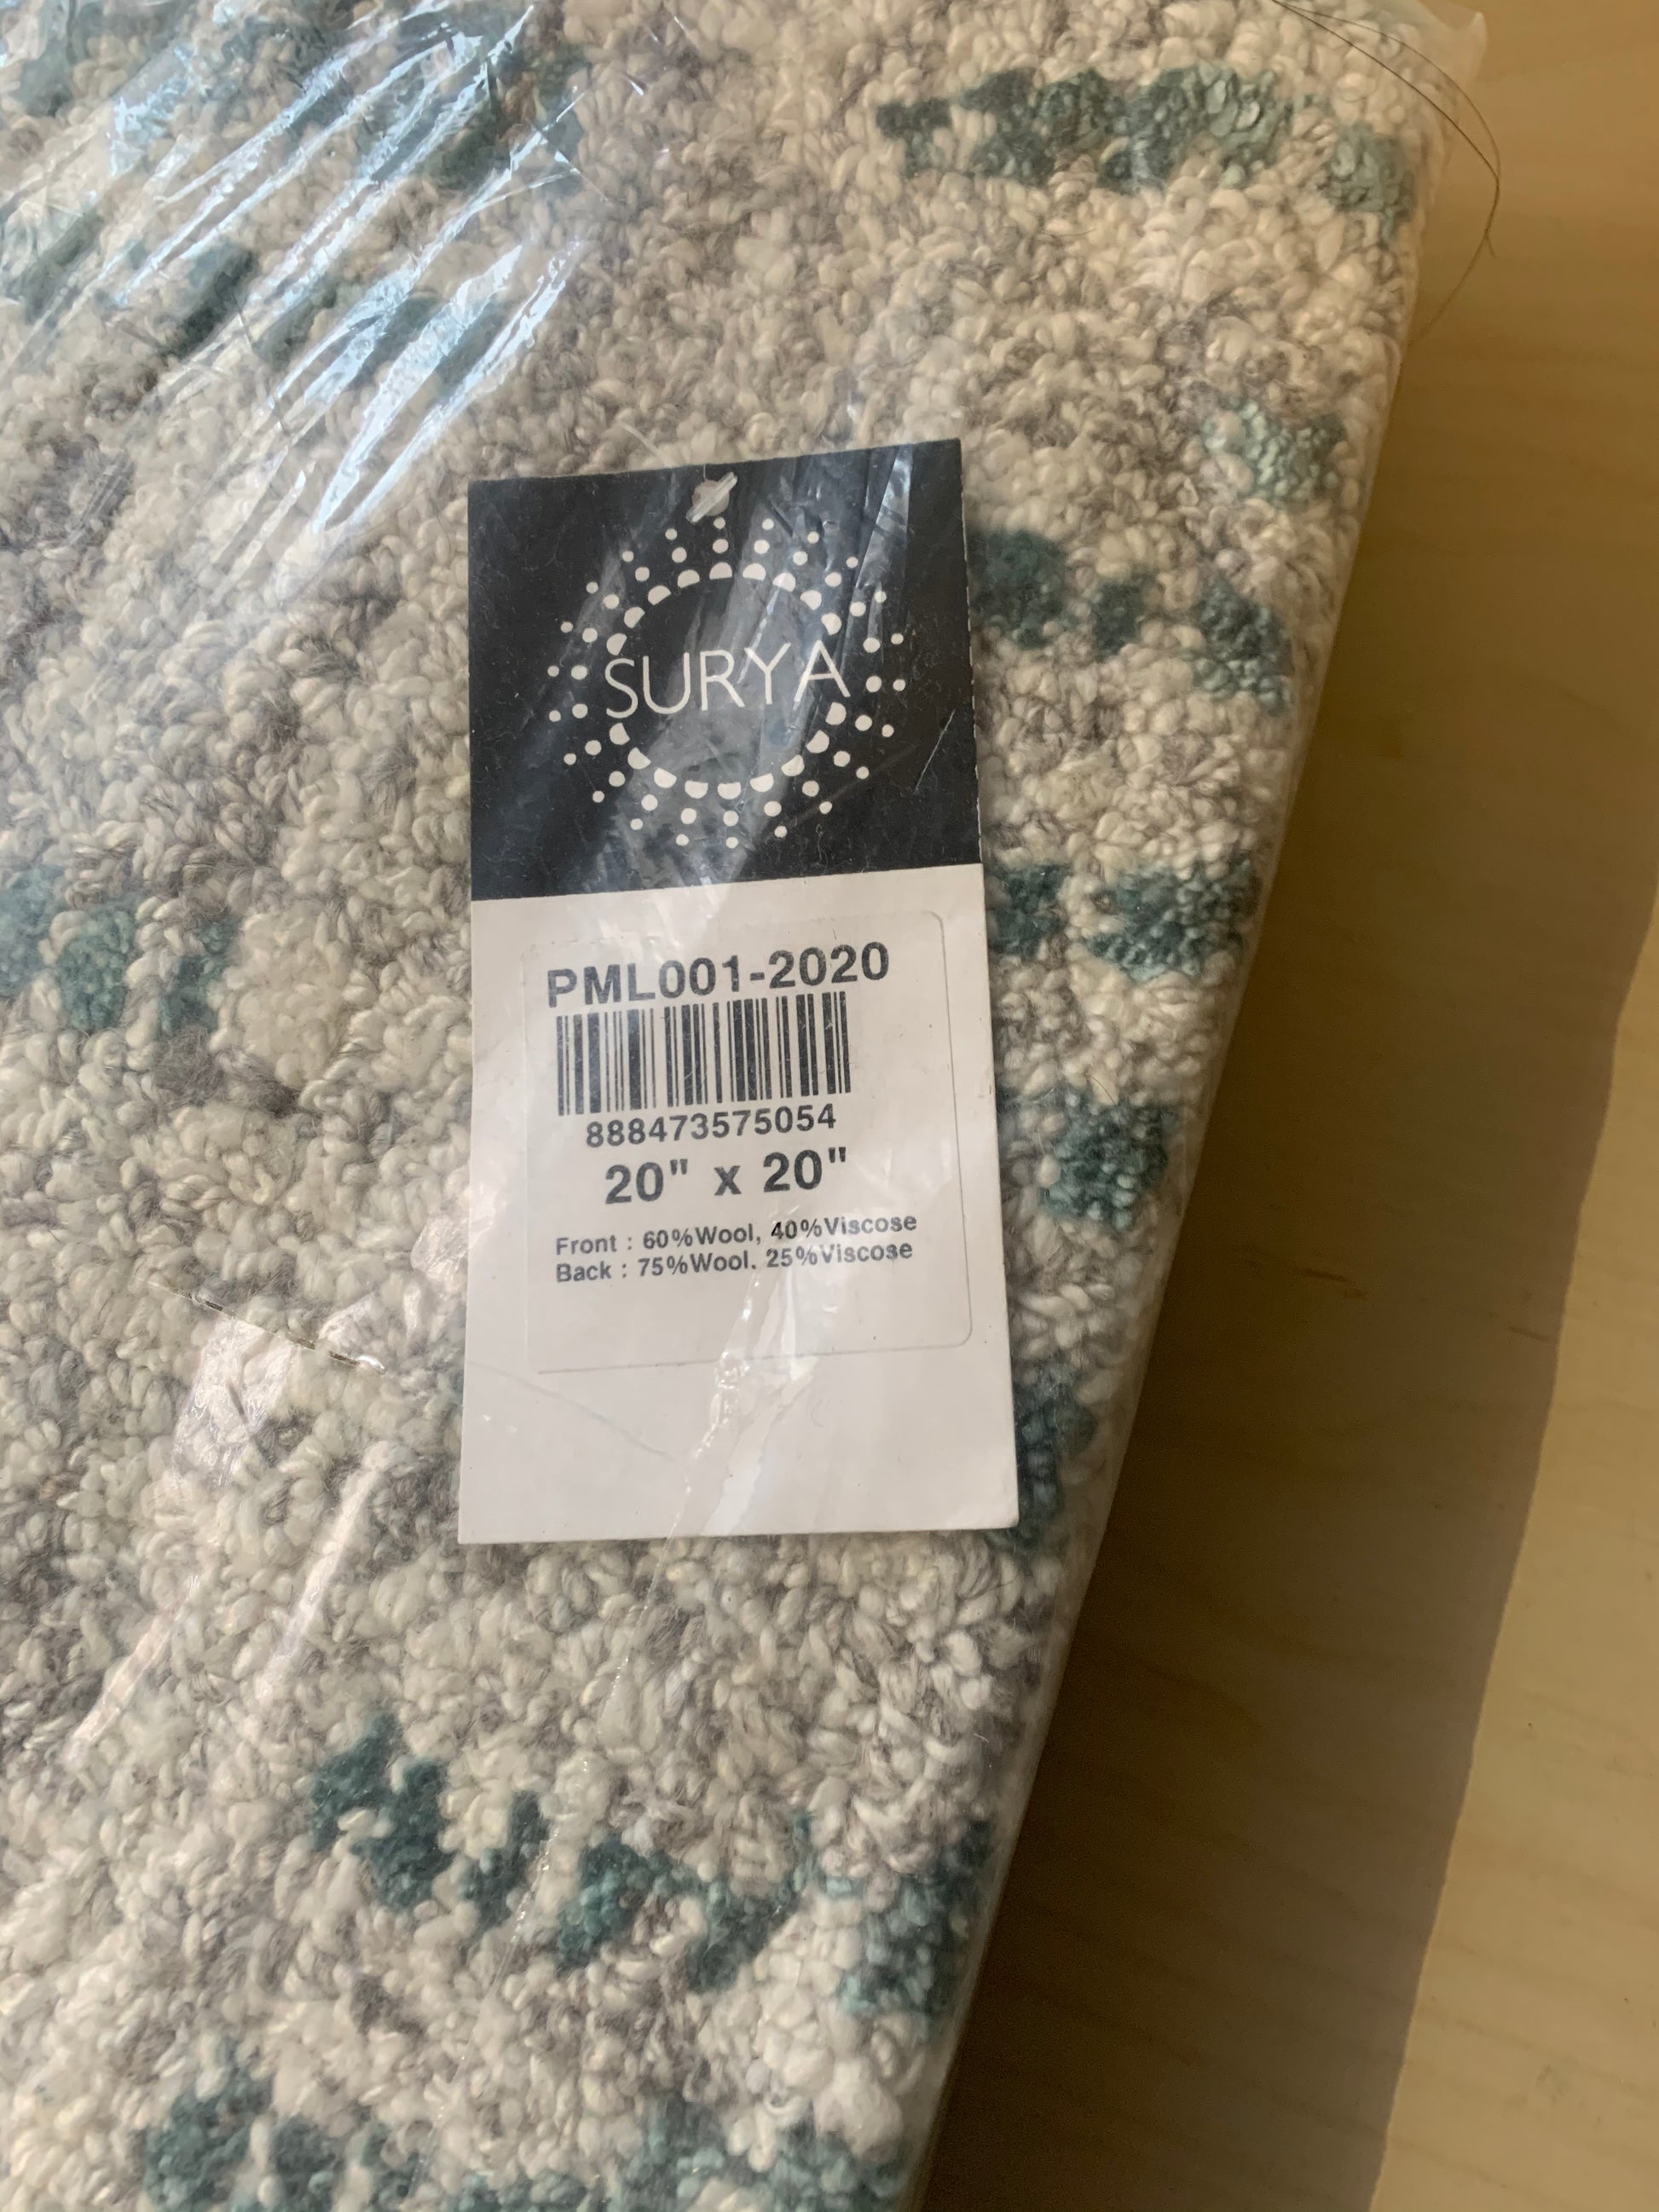 SURYA
PML001-2020
888473575054
20" x 20"
Front : 60%Wool, 40%Viscose
Back : 75%Wool. 25%Viscose